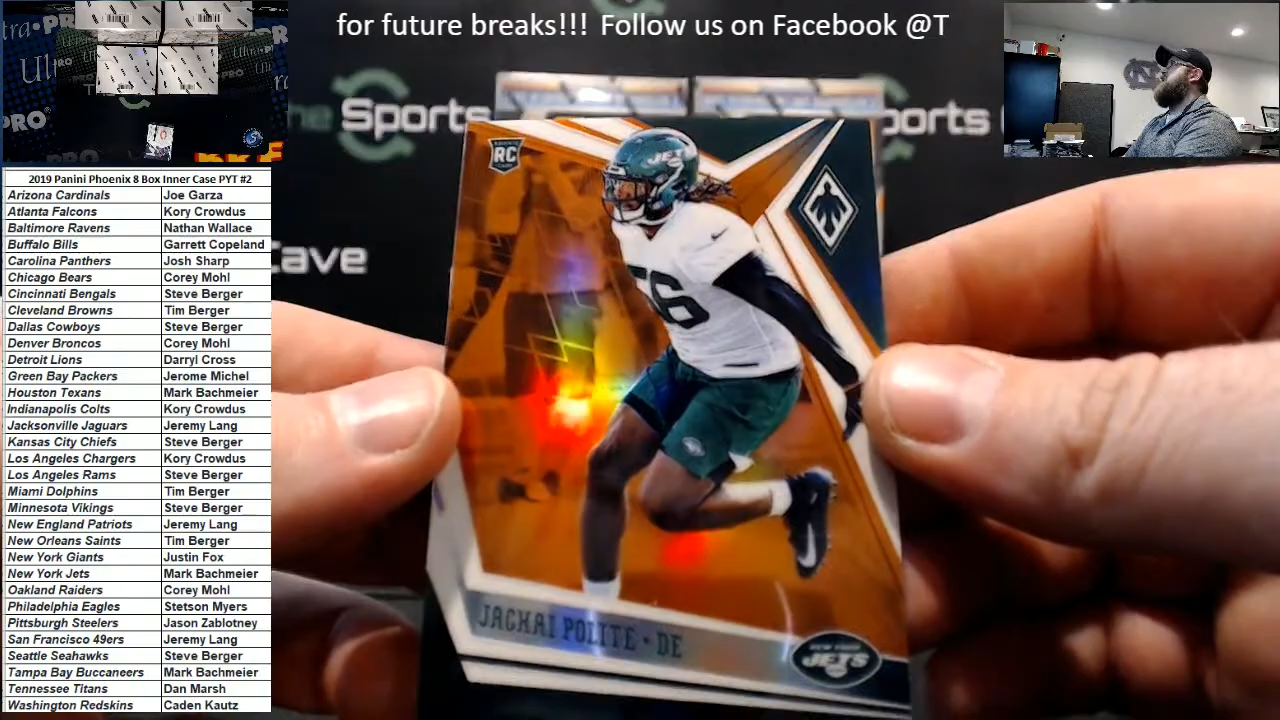 for future breaks!!!  Follow us on Facebook @T
PRO
Sports
ports
Cave
2019 Panini Phoenix 8 Box Inner Case PYT #2
Arizona Cardinals Joe Garza
Atlanta Falcons Kory Crowdus
Baltimore Ravens Nathan Wallace
Buffalo Bills Garrett Copeland
Carolina Panthers Josh Sharp
Chicago Bears Corey Mohl
Cincinnati Bengals Steve Berger
Cleveland Browns Tim Berger
Dallas Cowboys Steve Berger
Denver Broncos Corey Mohl
Detroit Lions Darryl Cross
Green Bay Packers Jerome Michel
Houston Texans Mark Bachmeier
Indianapolis Colts Kory Crowdus
Jacksonville Jaguars Jeremy Lang
Kansas City Chiefs Steve Berger
Los Angeles Chargers Kory Crowdus
Los Angeles Rams Steve Berger
Miami Dolphins Tim Berger
Minnesota Vikings Steve Berger
New England Patriots Jeremy Lang
New Orleans Saints Tim Berger
New York Giants Justin Fox
New York Jets Mark Bachmeier
Oakland Raiders Corey Mohl
Philadelphia Eagles Stetson Myers
Pittsburgh Steelers Jason Zablotney
San Francisco 49ers Jeremy Lang
Seattle Seahawks Steve Berger
Tampa Bay Buccaneers Mark Bachmeier
Tennessee Titans Dan Marsh
Washington Redskins Caden Kautz
RC
JETS
56
JACHAI POLITE • DE
NEW YORK
JETS